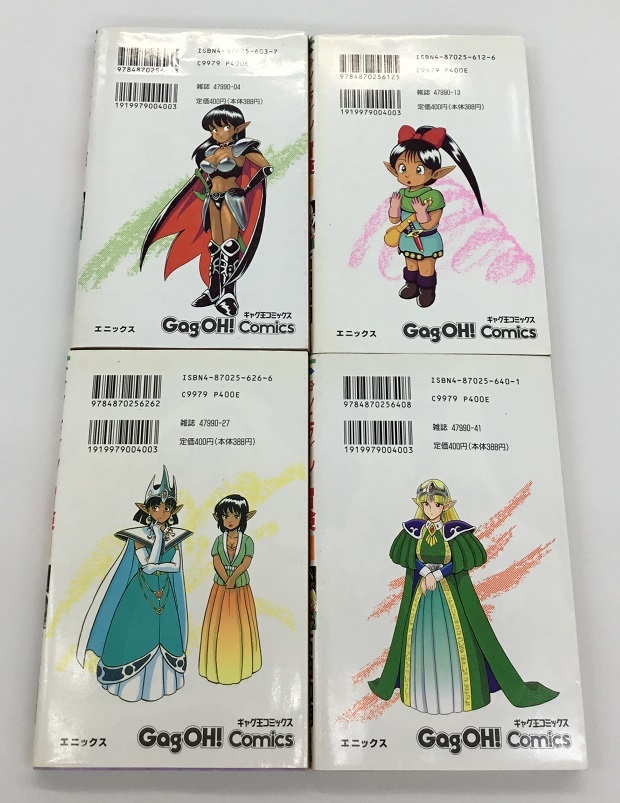 ISBN4-87025-603-7
C9979 P400E
1919979004003
雑誌 47990-04
定価400円(本体388円)
エニックス
ギャグ王コミックス
GagOH! Comics
ISBN4-87025-612-6
9784870256125
C9979 P400E
1919979004003
雑誌 47990-13
定価400円(本体388円)
エニックス
ギャグ王コミックス
GagOH! Comics
ISBN4-87025-626-6
9784870256262
C9979 P400E
1919979004003
雑誌 47990-27
定価400円(本体388円)
エニックス
ギャグ王コミックス
GagOH! Comics
ISBN4-87025-640-1
9784870256408
C9979 P400E
1919979004003
雑誌 47990-41
定価400円(本体388円)
エニックス
ギャグ王コミックス
GagOH! Comics